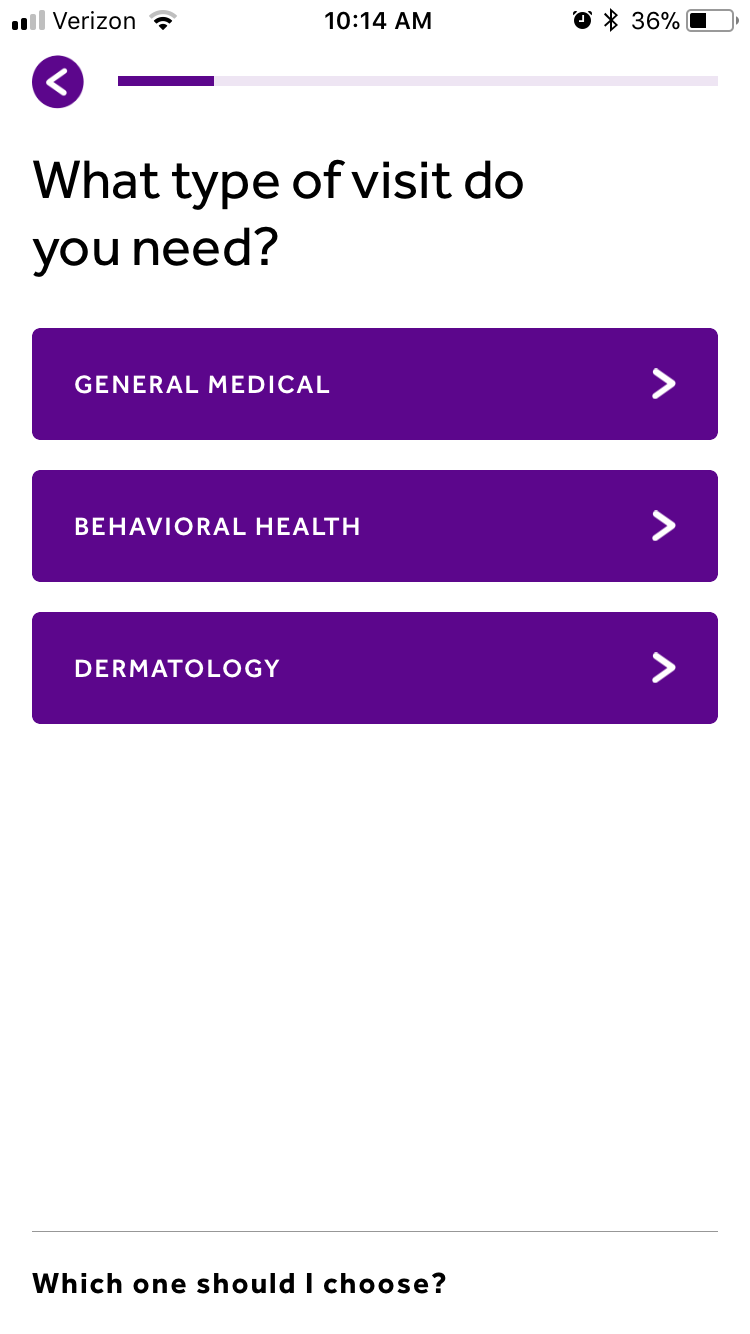 Verizon 10:14 AM 36%
What type of visit do
you need?
GENERAL MEDICAL
BEHAVIORAL HEALTH
DERMATOLOGY
Which one should I choose?